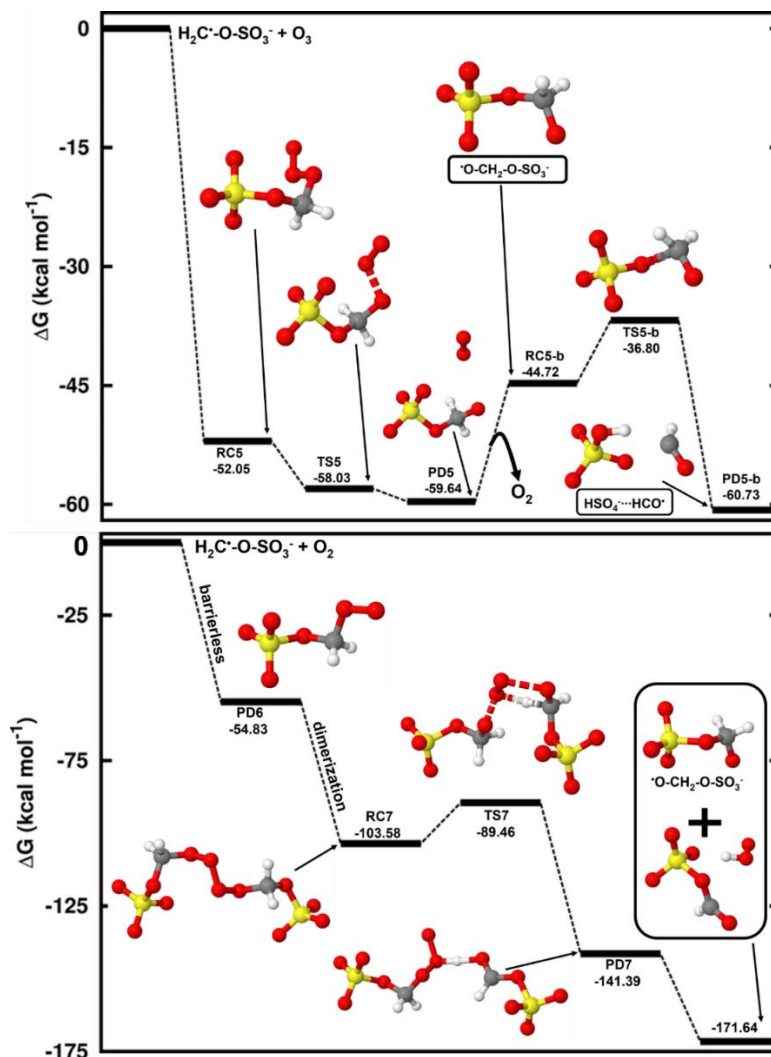 0
H₂C•-O-SO₃⁻ + O₃
-15
•O-CH₂-O-SO₃⁻
-30
ΔG (kcal mol⁻¹)
RC5-b
-44.72
TS5-b
-36.80
-45
RC5
-52.05
TS5
-58.03
PD5
-59.64
O₂
HSO₄⁻···HCO•
PD5-b
-60.73
-60
0
H₂C•-O-SO₃⁻ + O₂
barrierless
-25
PD6
-54.83
dimerization
-75
ΔG (kcal mol⁻¹)
RC7
-103.58
TS7
-89.46
•O-CH₂-O-SO₃⁻
+
-125
PD7
-141.39
-171.64
-175